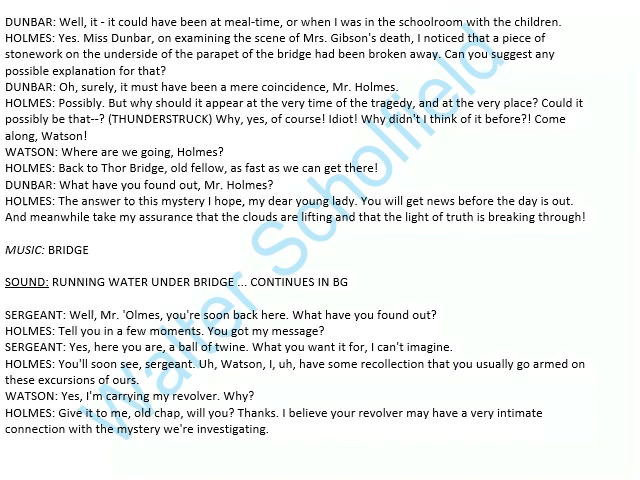 DUNBAR: Well, it - it could have been at meal-time, or when I was in the schoolroom with the children.
HOLMES: Yes. Miss Dunbar, on examining the scene of Mrs. Gibson's death, I noticed that a piece of
stonework on the underside of the parapet of the bridge had been broken away. Can you suggest any
possible explanation for that?
DUNBAR: Oh, surely, it must have been a mere coincidence, Mr. Holmes.
HOLMES: Possibly. But why should it appear at the very time of the tragedy, and at the very place? Could it
possibly be that--? (THUNDERSTRUCK) Why, yes, of course! Idiot! Why didn't I think of it before?! Come
along, Watson!
WATSON: Where are we going, Holmes?
HOLMES: Back to Thor Bridge, old fellow, as fast as we can get there!
DUNBAR: What have you found out, Mr. Holmes?
HOLMES: The answer to this mystery I hope, my dear young lady. You will get news before the day is out.
And meanwhile take my assurance that the clouds are lifting and that the light of truth is breaking through!
MUSIC: BRIDGE
SOUND: RUNNING WATER UNDER BRIDGE ... CONTINUES IN BG
SERGEANT: Well, Mr. 'Olmes, you're soon back here. What have you found out?
HOLMES: Tell you in a few moments. You got my message?
SERGEANT: Yes, here you are, a ball of twine. What you want it for, I can't imagine.
HOLMES: You'll soon see, sergeant. Uh, Watson, I, uh, have some recollection that you usually go armed on
these excursions of ours.
WATSON: Yes, I'm carrying my revolver. Why?
HOLMES: Give it to me, old chap, will you? Thanks. I believe your revolver may have a very intimate
connection with the mystery we're investigating.
Walter Scholfield